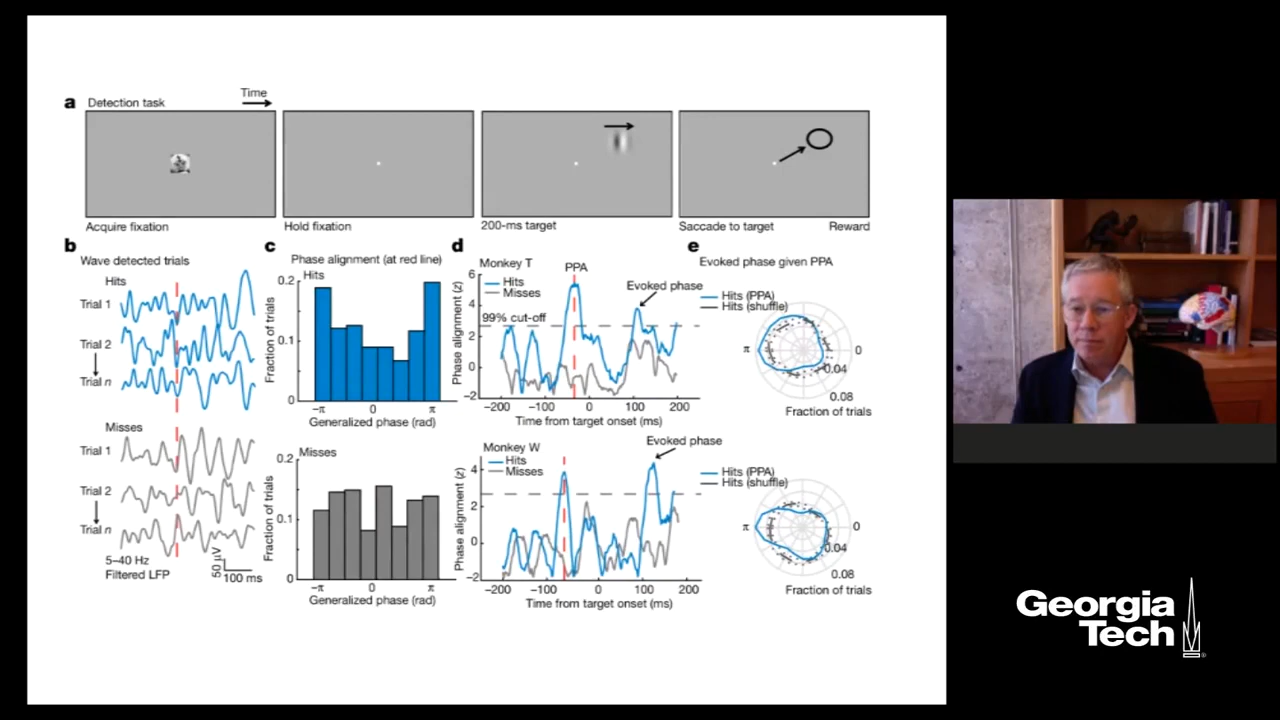 a
Detection task
Time
Acquire fixation
Hold fixation
200-ms target
Saccade to target
Reward
b
Wave detected trials
Hits
Trial 1
Trial 2
Trial n
Misses
Trial 1
Trial 2
Trial n
5–40 Hz
Filtered LFP
50 µV
100 ms
c
Phase alignment (at red line)
Hits
0.2
0.1
0
Fraction of trials
−π
0
π
Generalized phase (rad)
Misses
0.2
0.1
0
Fraction of trials
−π
0
π
Generalized phase (rad)
d
Monkey T
PPA
Hits
Misses
Evoked phase
99% cut-off
6
4
2
0
−2
Phase alignment (z)
−200
−100
0
100
200
Time from target onset (ms)
Monkey W
Hits
Misses
Evoked phase
4
2
0
−2
Phase alignment (z)
−200
−100
0
100
200
Time from target onset (ms)
e
Evoked phase given PPA
Hits (PPA)
Hits (shuffle)
π
0
0.04
0.08
Fraction of trials
Hits (PPA)
Hits (shuffle)
π
0
0.04
0.08
Fraction of trials
Georgia
Tech